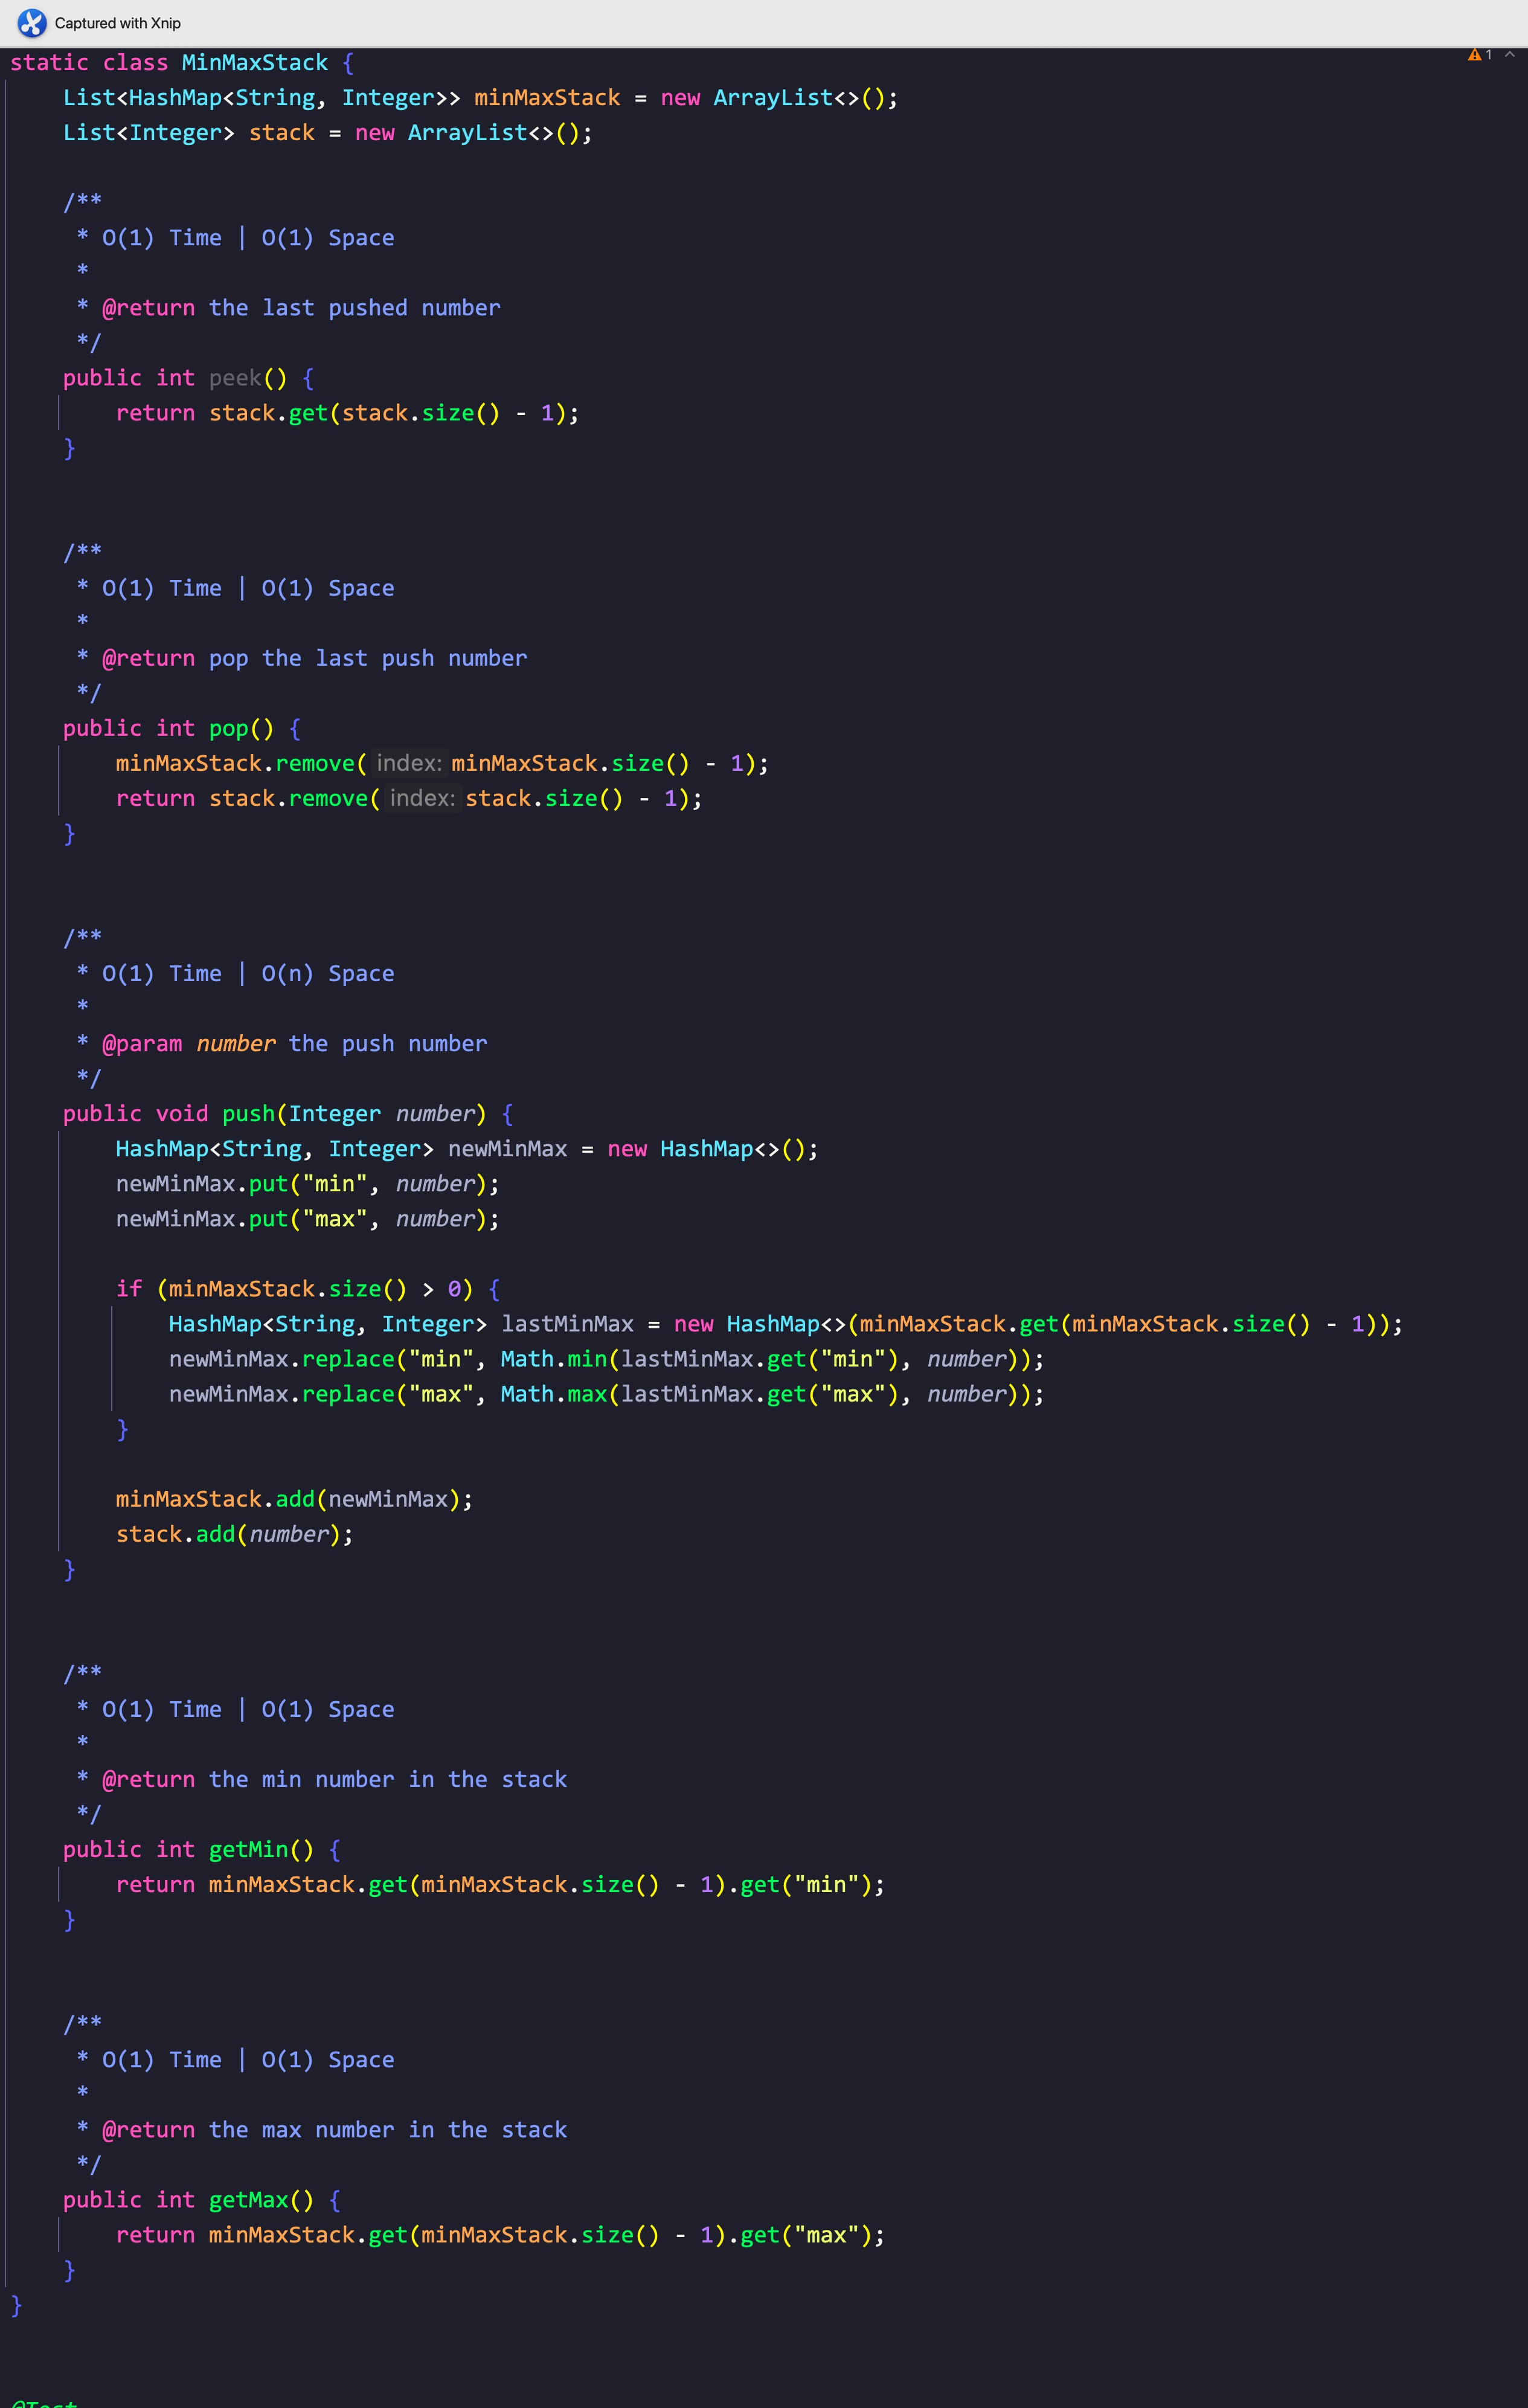 Captured with Xnip
1
static class MinMaxStack {
    List<HashMap<String, Integer>> minMaxStack = new ArrayList<>();
    List<Integer> stack = new ArrayList<>();
    /**
     * O(1) Time | O(1) Space
     *
     * @return the last pushed number
     */
    public int peek() {
        return stack.get(stack.size() - 1);
    }
    /**
     * O(1) Time | O(1) Space
     *
     * @return pop the last push number
     */
    public int pop() {
        minMaxStack.remove( index: minMaxStack.size() - 1);
        return stack.remove( index: stack.size() - 1);
    }
    /**
     * O(1) Time | O(n) Space
     *
     * @param number the push number
     */
    public void push(Integer number) {
        HashMap<String, Integer> newMinMax = new HashMap<>();
        newMinMax.put("min", number);
        newMinMax.put("max", number);
        if (minMaxStack.size() > 0) {
            HashMap<String, Integer> lastMinMax = new HashMap<>(minMaxStack.get(minMaxStack.size() - 1));
            newMinMax.replace("min", Math.min(lastMinMax.get("min"), number));
            newMinMax.replace("max", Math.max(lastMinMax.get("max"), number));
        }
        minMaxStack.add(newMinMax);
        stack.add(number);
    }
    /**
     * O(1) Time | O(1) Space
     *
     * @return the min number in the stack
     */
    public int getMin() {
        return minMaxStack.get(minMaxStack.size() - 1).get("min");
    }
    /**
     * O(1) Time | O(1) Space
     *
     * @return the max number in the stack
     */
    public int getMax() {
        return minMaxStack.get(minMaxStack.size() - 1).get("max");
    }
}
@Test